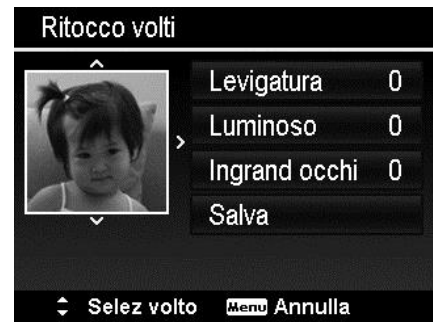 Ritocco volti
Levigatura 0
Luminoso 0
Ingrand occhi 0
Salva
Selez volto Menu Annulla